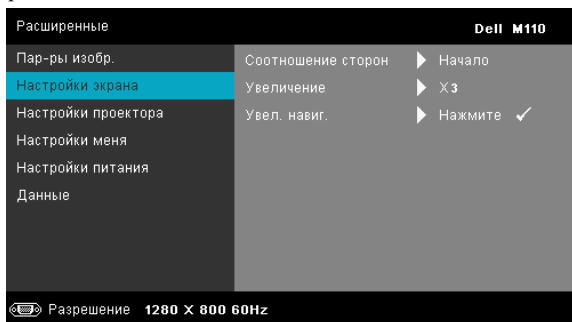 Расширенные Dell M110
Пар-ры изобр.
Настройки экрана
Настройки проектора
Настройки меня
Настройки питания
Данные
Соотношение сторон Начало
Увеличение X3
Увел. навиг. Нажмите ✓
Разрешение 1280 X 800 60Hz